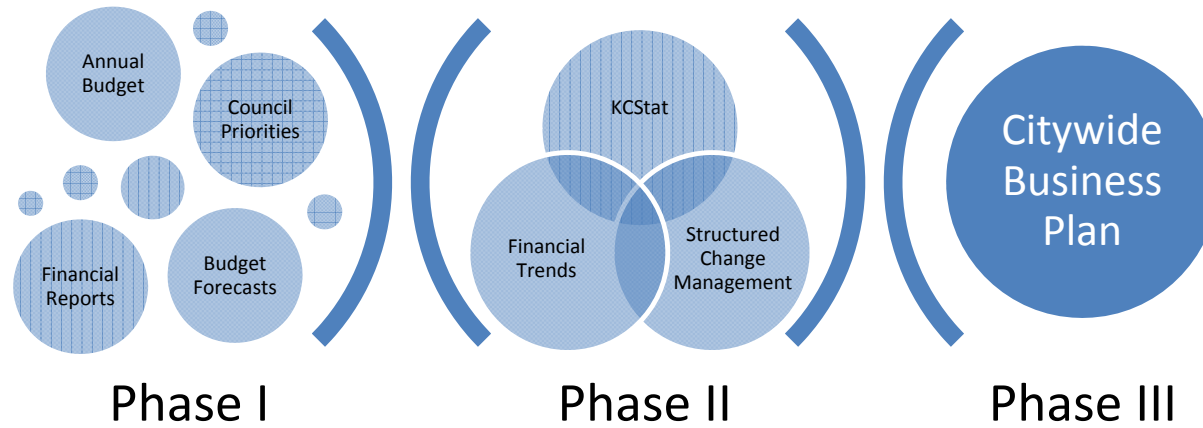 Annual
Budget
Council
Priorities
Financial
Reports
Budget
Forecasts
Phase I
KCStat
Financial
Trends
Structured
Change
Management
Phase II
Citywide
Business
Plan
Phase III